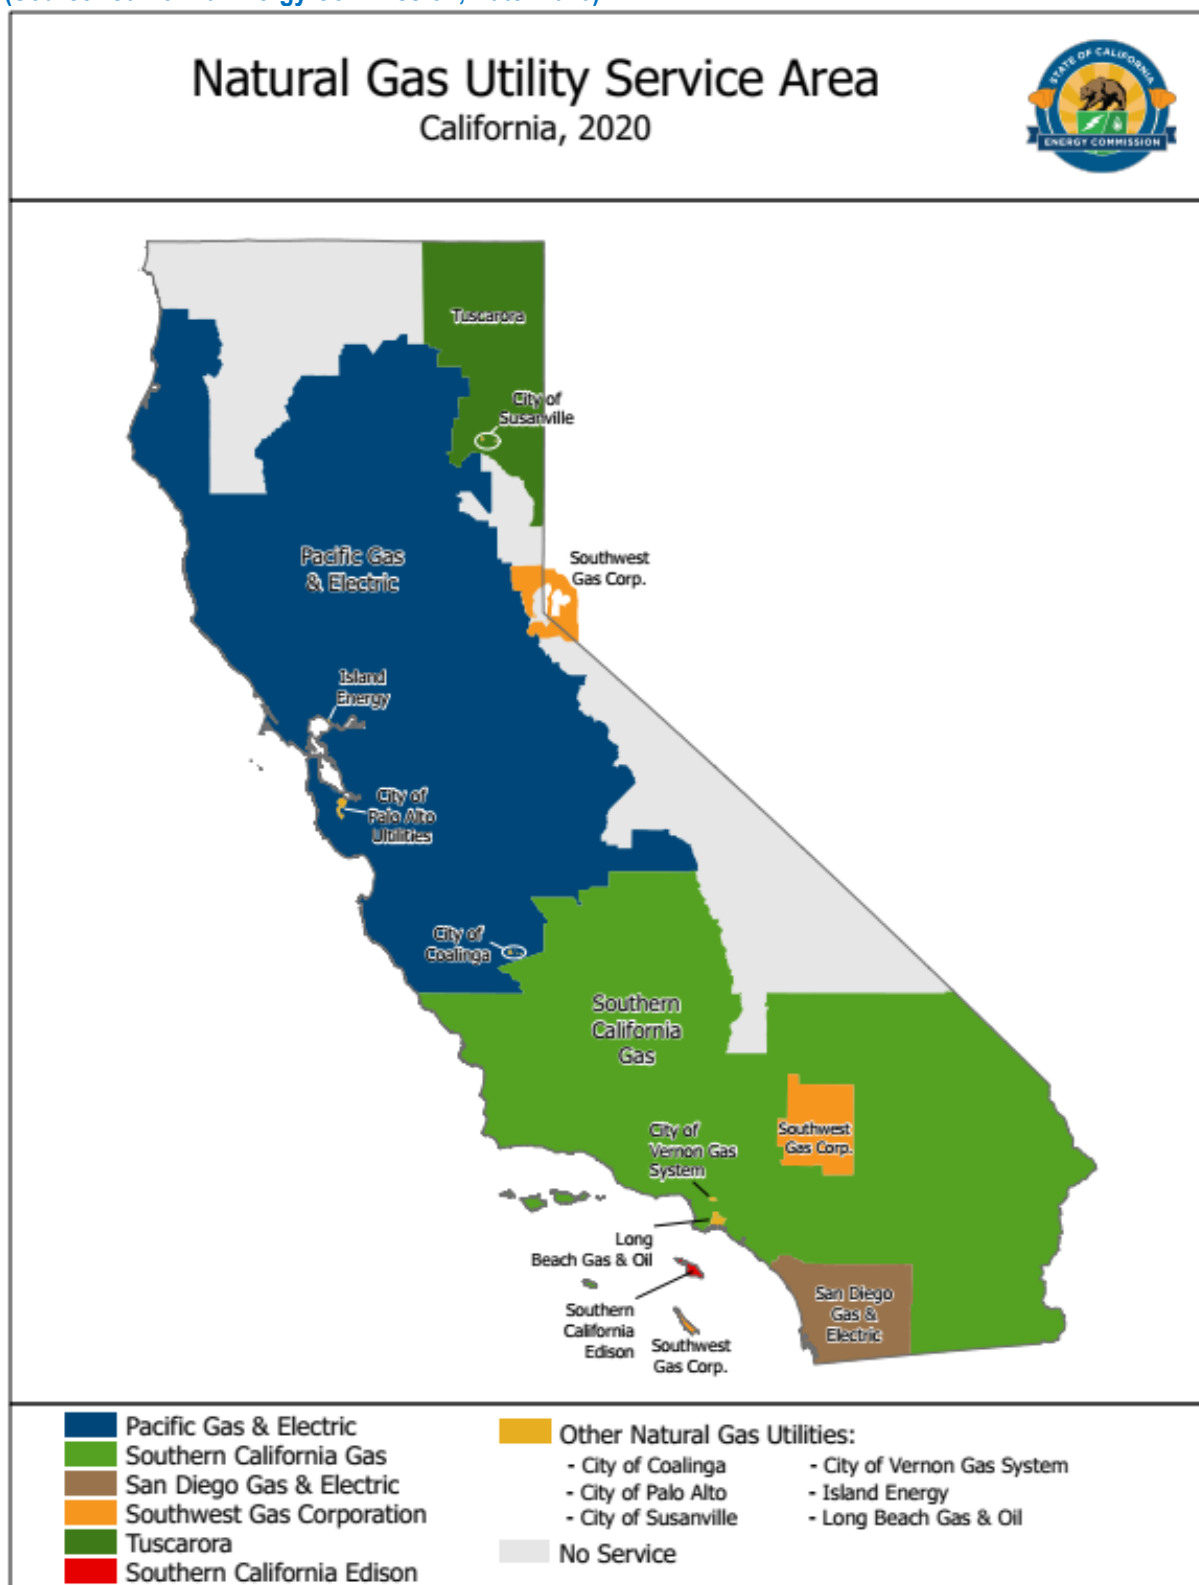 Natural Gas Utility Service Area
California, 2020
STATE OF CALIFORNIA
ENERGY COMMISSION
Tuscarora
City of
Susanville
Pacific Gas
& Electric
Southwest
Gas Corp.
Island
Energy
City of
Palo Alto
Ultilities
City of
Coalinga
Southern
California
Gas
Southwest
Gas Corp.
City of
Vernon Gas
System
Long
Beach Gas & Oil
Southern
California
Edison
Southwest
Gas Corp.
San Diego
Gas &
Electric
Pacific Gas & Electric
Southern California Gas
San Diego Gas & Electric
Southwest Gas Corporation
Tuscarora
Southern California Edison
Other Natural Gas Utilities:
- City of Coalinga
- City of Palo Alto
- City of Susanville
- City of Vernon Gas System
- Island Energy
- Long Beach Gas & Oil
No Service